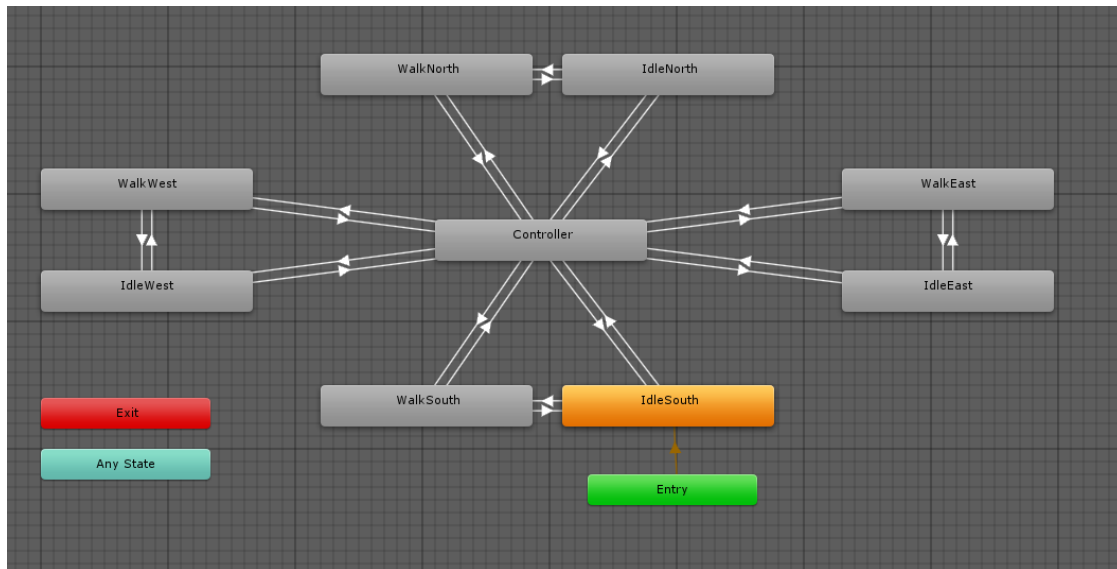 WalkNorth
IdleNorth
WalkWest
WalkEast
Controller
IdleWest
IdleEast
WalkSouth
IdleSouth
Exit
Any State
Entry